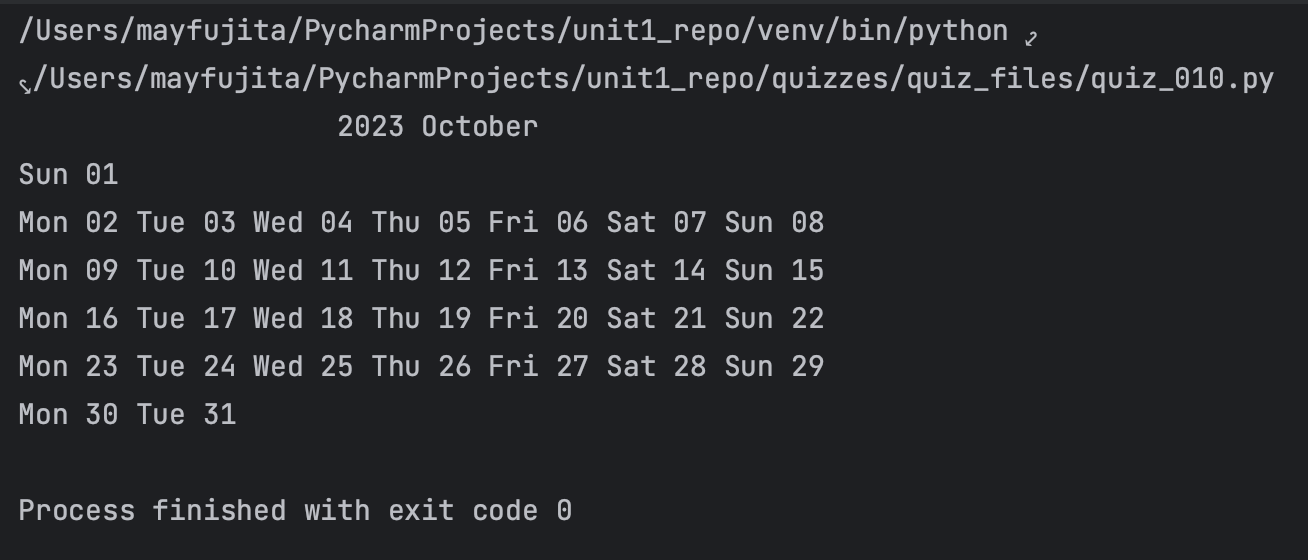 /Users/mayfujita/PycharmProjects/unit1_repo/venv/bin/python
/Users/mayfujita/PycharmProjects/unit1_repo/quizzes/quiz_files/quiz_010.py
2023 October
Sun 01
Mon 02 Tue 03 Wed 04 Thu 05 Fri 06 Sat 07 Sun 08
Mon 09 Tue 10 Wed 11 Thu 12 Fri 13 Sat 14 Sun 15
Mon 16 Tue 17 Wed 18 Thu 19 Fri 20 Sat 21 Sun 22
Mon 23 Tue 24 Wed 25 Thu 26 Fri 27 Sat 28 Sun 29
Mon 30 Tue 31
Process finished with exit code 0